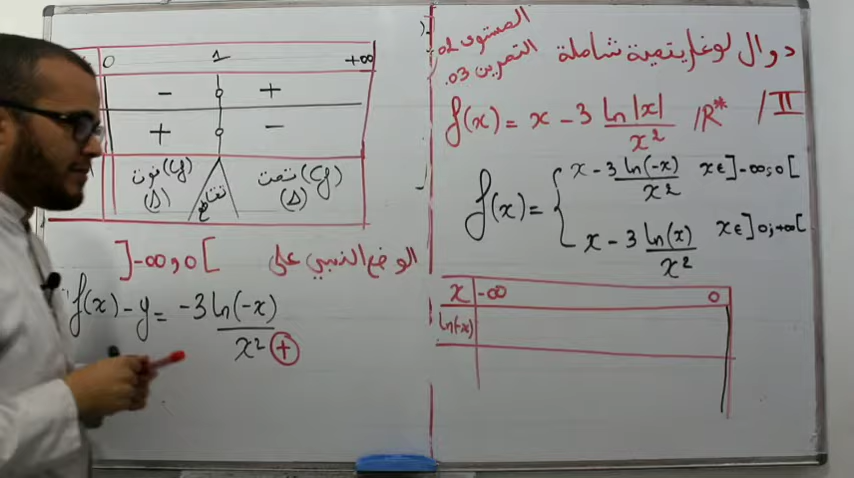 دوال لوغاريتمية شاملة
المستوى 02.
التمرين 03.
II/
f(x) = x - 3 ln|x| / x² /R*
f(x) = { x - 3 ln(-x) / x² x∈]-∞;0[
x - 3 ln(x) / x² x∈]0;+∞[
x -∞ 0
ln(-x)
0 1 +∞
- +
+ -
(Cf) فوق (Δ) تقاطع (Cf) تحت (Δ)
الوضع النسبي على ]-∞;0[
f(x) - y = -3 ln(-x) / x² +